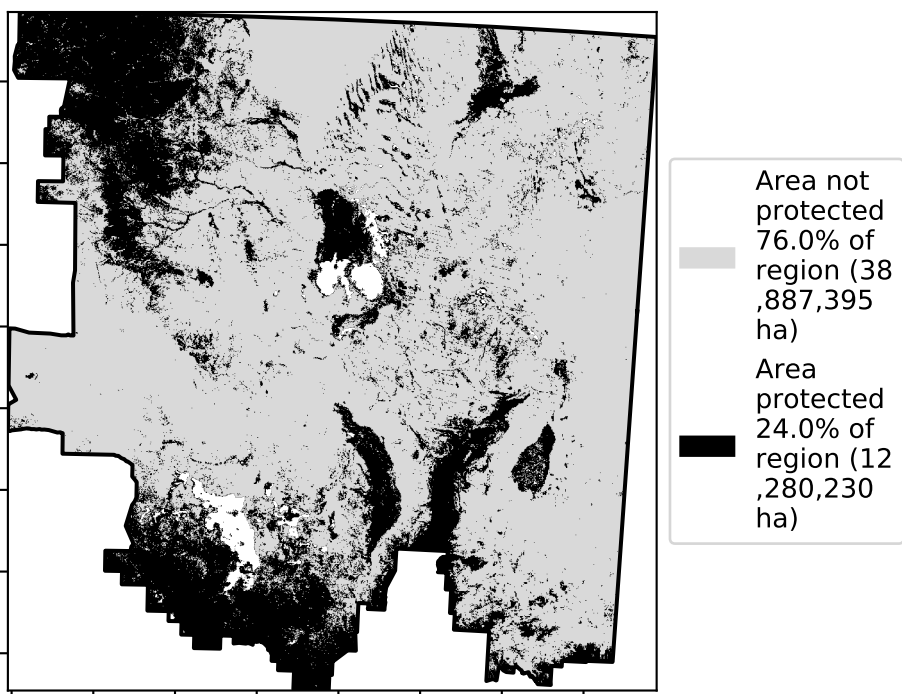 Area not
protected
76.0% of
region (38
,887,395
ha)
Area
protected
24.0% of
region (12
,280,230
ha)